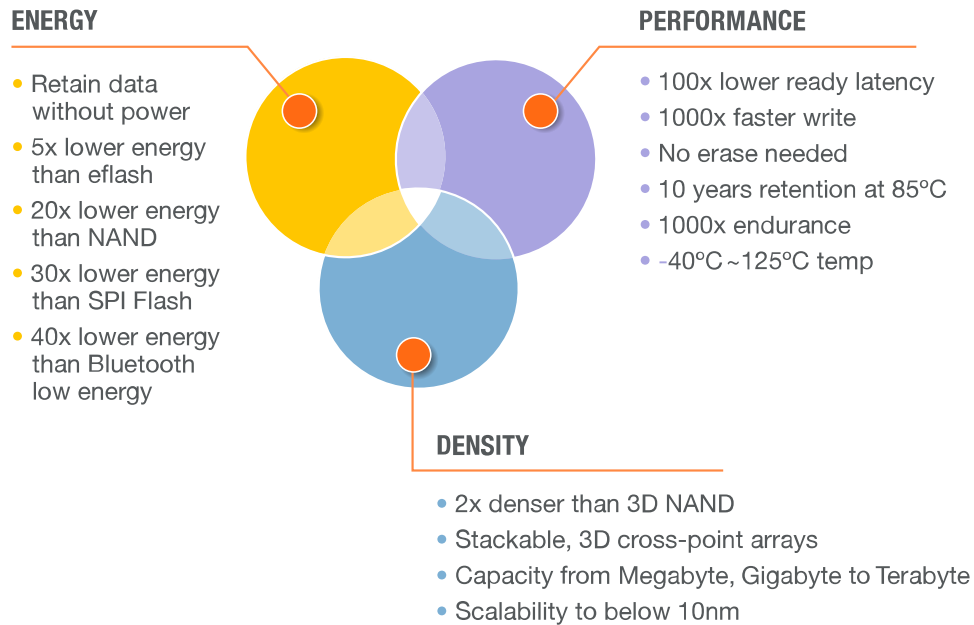 ENERGY
Retain data
without power
5x lower energy
than eflash
20x lower energy
than NAND
30x lower energy
than SPI Flash
40x lower energy
than Bluetooth
low energy
PERFORMANCE
100x lower ready latency
1000x faster write
No erase needed
10 years retention at 85ºC
1000x endurance
-40ºC~125ºC temp
DENSITY
2x denser than 3D NAND
Stackable, 3D cross-point arrays
Capacity from Megabyte, Gigabyte to Terabyte
Scalability to below 10nm